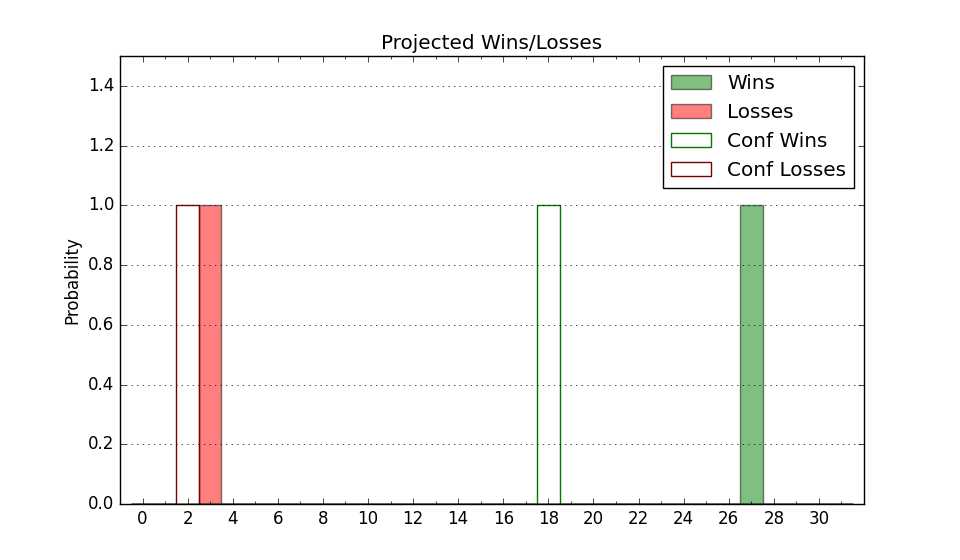 Projected Wins/Losses
Wins
Losses
Conf Wins
Conf Losses
Probability
1.4
1.2
1.0
0.8
0.6
0.4
0.2
0.0
0 2 4 6 8 10 12 14 16 18 20 22 24 26 28 30